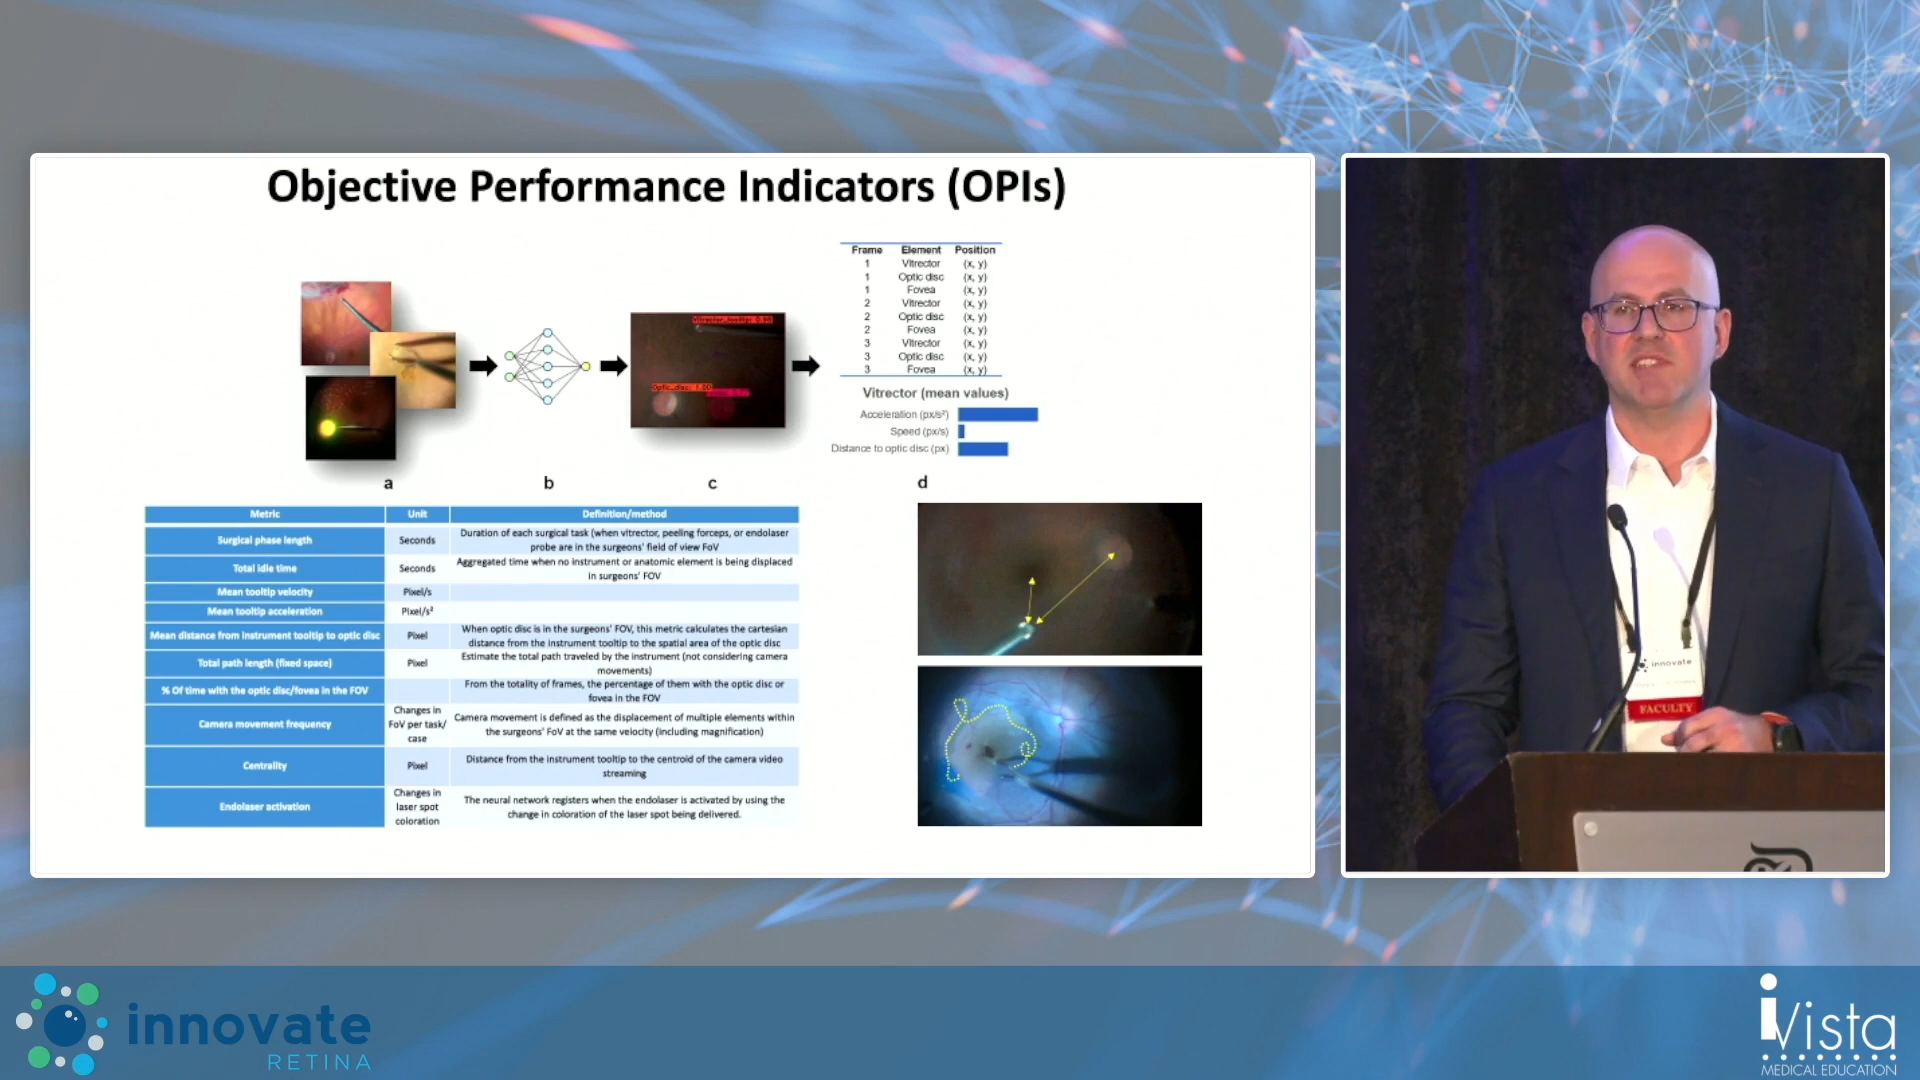 Objective Performance Indicators (OPIs)
Frame Element Position
1 Vitrector (x, y)
1 Optic disc (x, y)
1 Fovea (x, y)
2 Vitrector (x, y)
2 Optic disc (x, y)
2 Fovea (x, y)
3 Vitrector (x, y)
3 Optic disc (x, y)
3 Fovea (x, y)
Vitrector (mean values)
Acceleration (px/s²)
Speed (px/s)
Distance to optic disc (px)
Vitrector_tooltip: 0.98
Optic_disc: 1.00
a b c d
Metric Unit Definition/method
Surgical phase length Seconds Duration of each surgical task (when vitrector, peeling forceps, or endolaser
probe are in the surgeons' field of view FoV
Total idle time Seconds Aggregated time when no instrument or anatomic element is being displaced
in surgeons' FOV
Mean tooltip velocity Pixel/s
Mean tooltip acceleration Pixel/s²
Mean distance from instrument tooltip to optic disc Pixel When optic disc is in the surgeons' FOV, this metric calculates the cartesian
distance from the instrument tooltip to the spatial area of the optic disc
Total path length (fixed space) Pixel Estimate the total path traveled by the instrument (not considering camera
movements)
% Of time with the optic disc/fovea in the FOV From the totality of frames, the percentage of them with the optic disc or
fovea in the FOV
Camera movement frequency Changes in
FoV per task/
case
Camera movement is defined as the displacement of multiple elements within
the surgeons' FoV at the same velocity (including magnification)
Centrality Pixel Distance from the instrument tooltip to the centroid of the camera video
streaming
Endolaser activation Changes in
laser spot
coloration
The neural network registers when the endolaser is activated by using the
change in coloration of the laser spot being delivered.
innovate
FACULTY
innovate
RETINA
iVista
MEDICAL EDUCATION